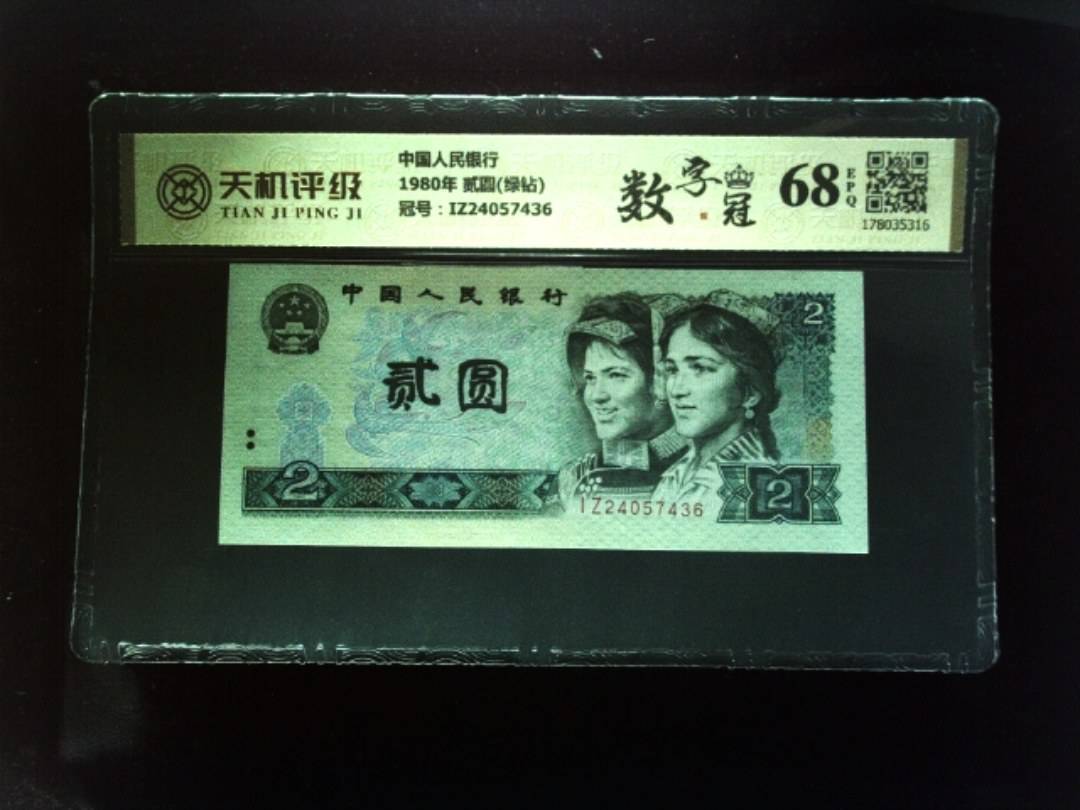 天机评级
TIAN JI PING JI
中国人民银行
1980年 贰圆(绿钻)
冠号:IZ24057436
数字冠
68
EPQ
178035316
中国人民银行
贰圆
2
2
IZ24057436
2